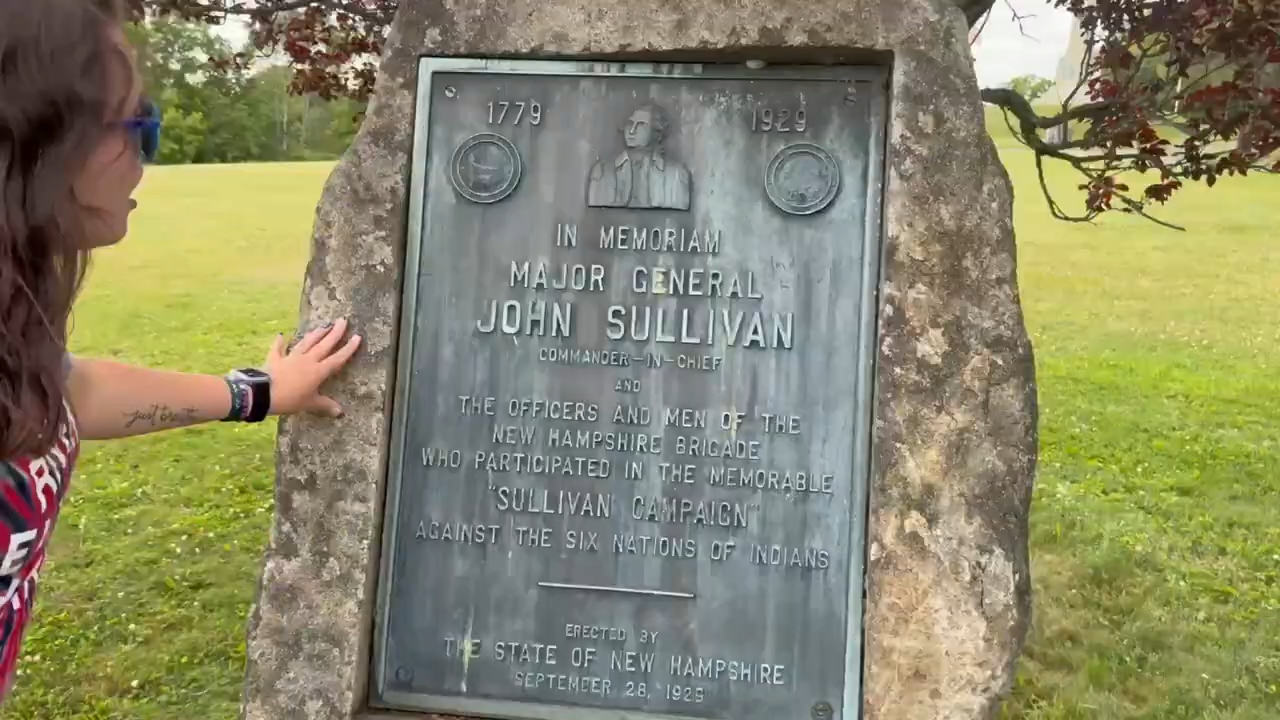 1779 1929
IN MEMORIAM
MAJOR GENERAL
JOHN SULLIVAN
COMMANDER-IN-CHIEF
AND
THE OFFICERS AND MEN OF THE
NEW HAMPSHIRE BRIGADE
WHO PARTICIPATED IN THE MEMORABLE
"SULLIVAN CAMPAIGN"
AGAINST THE SIX NATIONS OF INDIANS
ERECTED BY
THE STATE OF NEW HAMPSHIRE
SEPTEMBER 28, 1929
just breathe